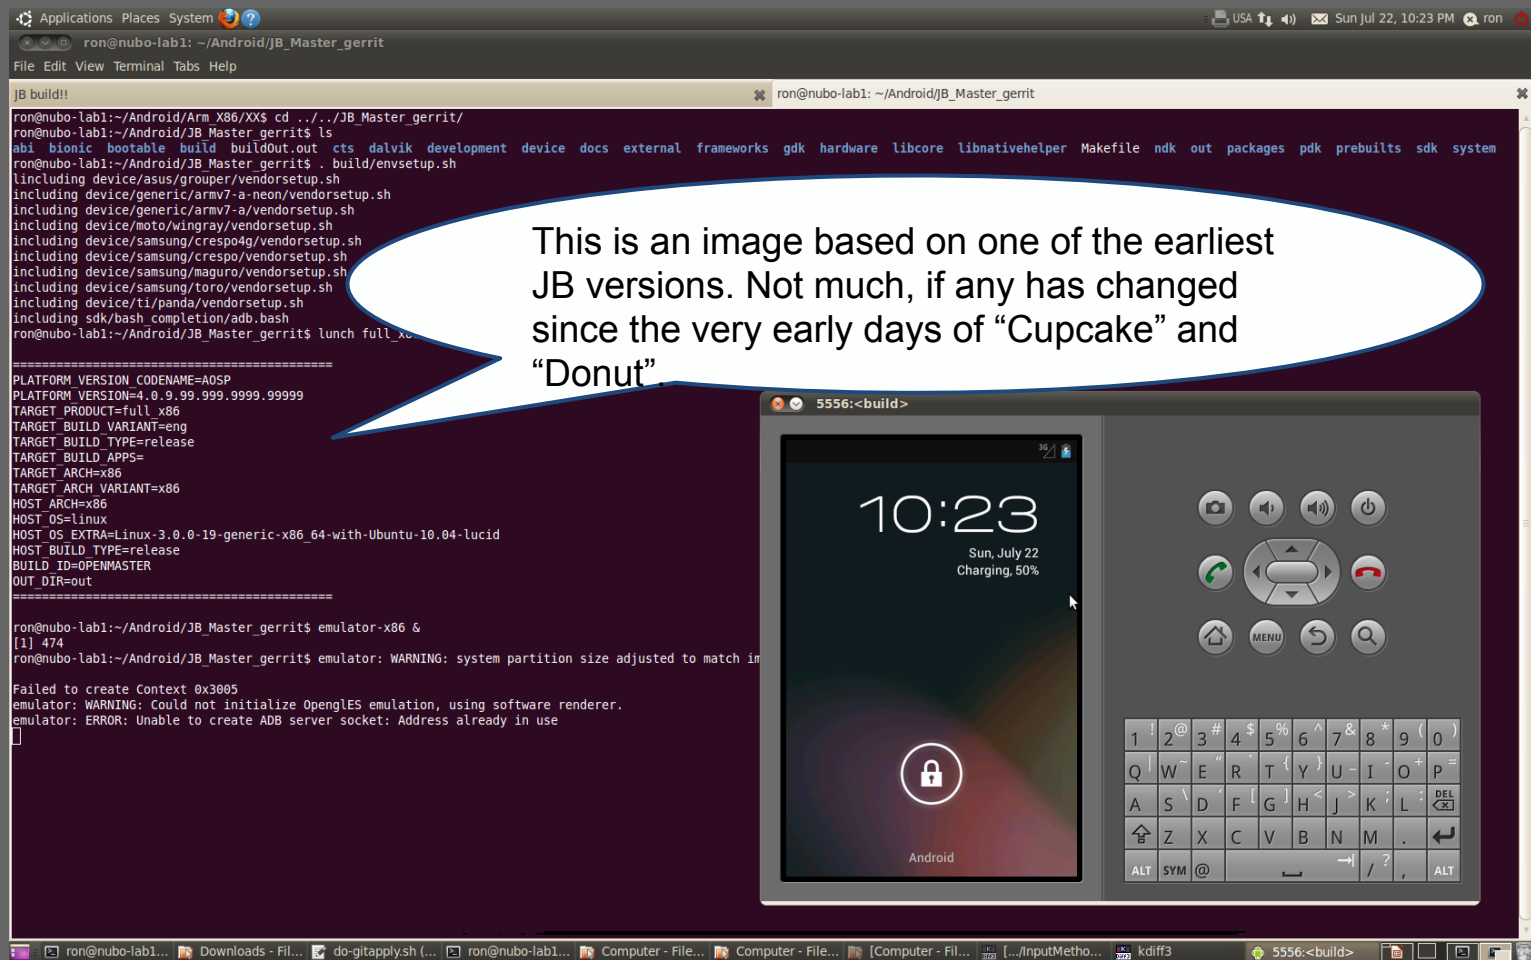 Applications Places System
USA Sun Jul 22, 10:23 PM ron
ron@nubo-lab1: ~/Android/JB_Master_gerrit
File Edit View Terminal Tabs Help
JB build!!
ron@nubo-lab1: ~/Android/JB_Master_gerrit
ron@nubo-lab1:~/Android/Arm_X86/XX$ cd ../../JB_Master_gerrit/
ron@nubo-lab1:~/Android/JB_Master_gerrit$ ls
abi bionic bootable build buildOut.out cts dalvik development device docs external frameworks gdk hardware libcore libnativehelper Makefile ndk out packages pdk prebuilts sdk system
ron@nubo-lab1:~/Android/JB_Master_gerrit$ . build/envsetup.sh
lincluding device/asus/grouper/vendorsetup.sh
including device/generic/armv7-a-neon/vendorsetup.sh
including device/generic/armv7-a/vendorsetup.sh
including device/moto/wingray/vendorsetup.sh
including device/samsung/crespo4g/vendorsetup.sh
including device/samsung/crespo/vendorsetup.sh
including device/samsung/maguro/vendorsetup.sh
including device/samsung/toro/vendorsetup.sh
including device/ti/panda/vendorsetup.sh
including sdk/bash_completion/adb.bash
ron@nubo-lab1:~/Android/JB_Master_gerrit$ lunch
============================================
PLATFORM_VERSION_CODENAME=AOSP
PLATFORM_VERSION=4.0.9.99.999.9999.99999
TARGET_PRODUCT=full_x86
TARGET_BUILD_VARIANT=eng
TARGET_BUILD_TYPE=release
TARGET_BUILD_APPS=
TARGET_ARCH=x86
TARGET_ARCH_VARIANT=x86
HOST_ARCH=x86
HOST_OS=linux
HOST_OS_EXTRA=Linux-3.0.0-19-generic-x86_64-with-Ubuntu-10.04-lucid
HOST_BUILD_TYPE=release
BUILD_ID=OPENMASTER
OUT_DIR=out
============================================
ron@nubo-lab1:~/Android/JB_Master_gerrit$ emulator-x86 &
[1] 474
ron@nubo-lab1:~/Android/JB_Master_gerrit$ emulator: WARNING: system partition size adjusted to match im
Failed to create Context 0x3005
emulator: WARNING: Could not initialize OpenglES emulation, using software renderer.
emulator: ERROR: Unable to create ADB server socket: Address already in use
This is an image based on one of the earliest
JB versions. Not much, if any has changed
since the very early days of “Cupcake” and
“Donut”.
5556:<build>
3G
10:23
Sun, July 22
Charging, 50%
Android
MENU
1 ! 2 @ 3 # 4 $ 5 % 6 ^ 7 & 8 * 9 ( 0 )
Q | W ~ E " R ` T { Y } U _ I - O + P =
A S \ D ' F [ G ] H < J > K ; L : DEL
Z X C V B N M .
ALT SYM @ / ? , ALT
ron@nubo-lab1... Downloads - Fil... do-gitapply.sh (... ron@nubo-lab1... Computer - File... Computer - File... [Computer - Fil... [.../InputMetho... kdiff3 5556:<build>